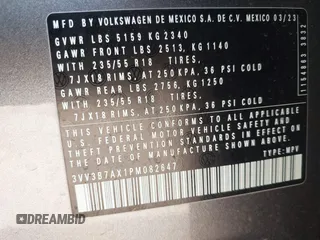 MFD BY VOLKSWAGEN DE MEXICO S.A. DE C.V. MEXICO 03/23
GVWR LBS 5159 KG 2340
GAWR FRONT LBS 2513, KG 1140
WITH 235/55 R18 TIRES,
7JX18 RIMS, AT 250 KPA, 36 PSI COLD
GAWR REAR LBS 2756, KG 1250
WITH 235/55 R18 TIRES,
7JX18 RIMS, AT 250 KPA, 36 PSI COLD
THIS VEHICLE CONFORMS TO ALL APPLICABLE
U.S. FEDERAL MOTOR VEHICLE SAFETY
STANDARDS IN EFFECT ON THE DATE OF
MANUFACTURE SHOWN ABOVE
3VV3B7AX1PM082647
TYPE: MPV
1154863 3832
DREAMBID